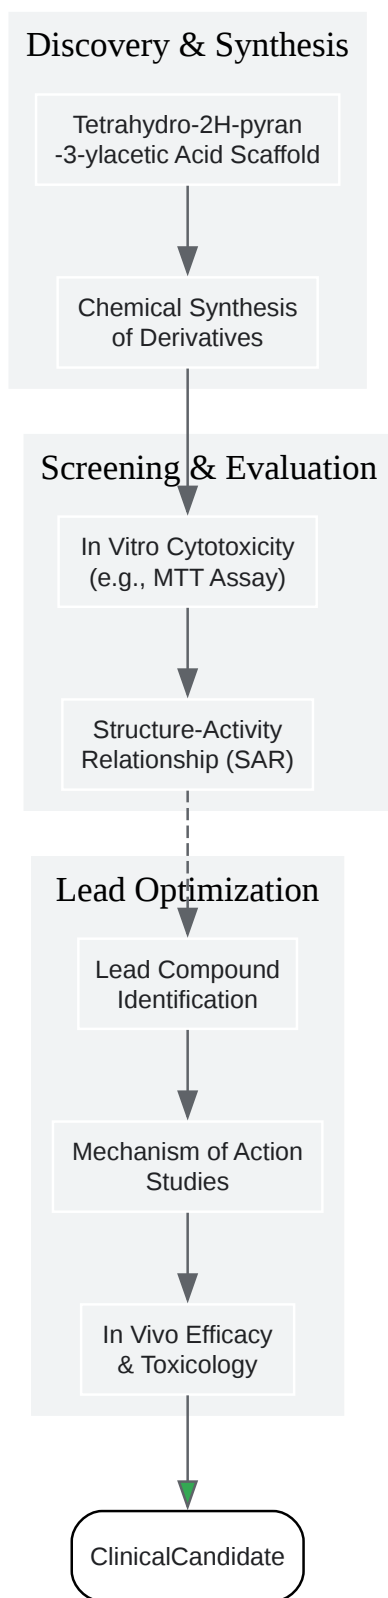 Discovery & Synthesis
Tetrahydro-2H-pyran
-3-ylacetic Acid Scaffold
Chemical Synthesis
of Derivatives
Screening & Evaluation
In Vitro Cytotoxicity
(e.g., MTT Assay)
Structure-Activity
Relationship (SAR)
Lead Optimization
Lead Compound
Identification
Mechanism of Action
Studies
In Vivo Efficacy
& Toxicology
ClinicalCandidate